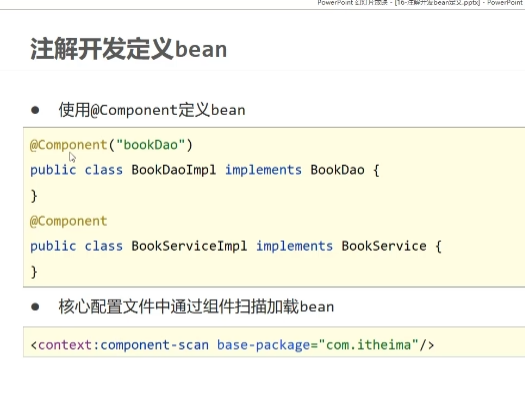 PowerPoint 幻灯片放映 - [16-注解开发bean定义.pptx] - PowerPoint
注解开发定义bean
● 使用@Component定义bean
@Component("bookDao")
public class BookDaoImpl implements BookDao {
}
@Component
public class BookServiceImpl implements BookService {
}
● 核心配置文件中通过组件扫描加载bean
<context:component-scan base-package="com.itheima"/>